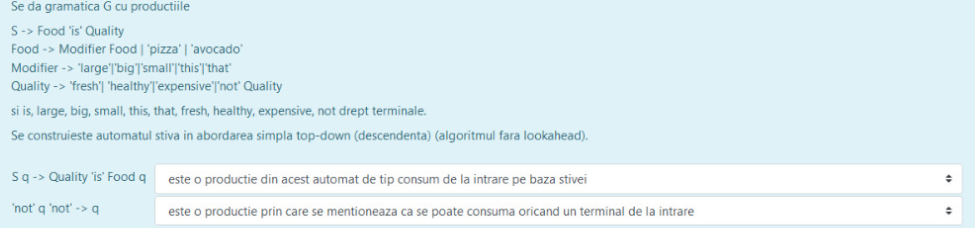 Se da gramatica G cu productiile
S -> Food 'is' Quality
Food -> Modifier Food | 'pizza' | 'avocado'
Modifier -> 'large'|'big'|'small'|'this'|'that'
Quality -> 'fresh'| 'healthy'|'expensive'|'not' Quality
si is, large, big, small, this, that, fresh, healthy, expensive, not drept terminale.
Se construieste automatul stiva in abordarea simpla top-down (descendenta) (algoritmul fara lookahead).
S q -> Quality 'is' Food q este o productie din acest automat de tip consum de la intrare pe baza stivei
'not' q 'not' -> q este o productie prin care se mentioneaza ca se poate consuma oricand un terminal de la intrare